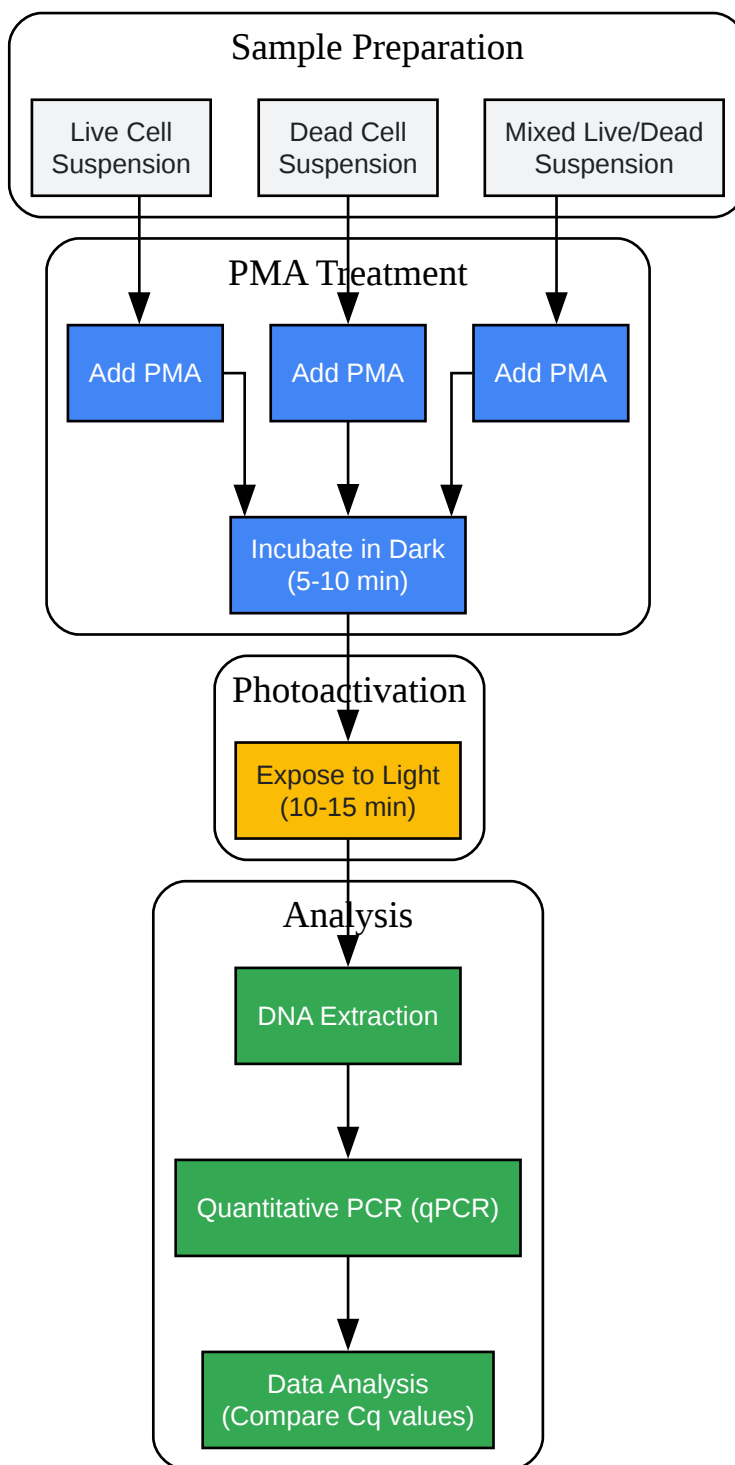 Sample Preparation
Live Cell
Suspension
Dead Cell
Suspension
Mixed Live/Dead
Suspension
PMA Treatment
Add PMA
Add PMA
Add PMA
Incubate in Dark
(5-10 min)
Photoactivation
Expose to Light
(10-15 min)
Analysis
DNA Extraction
Quantitative PCR (qPCR)
Data Analysis
(Compare Cq values)